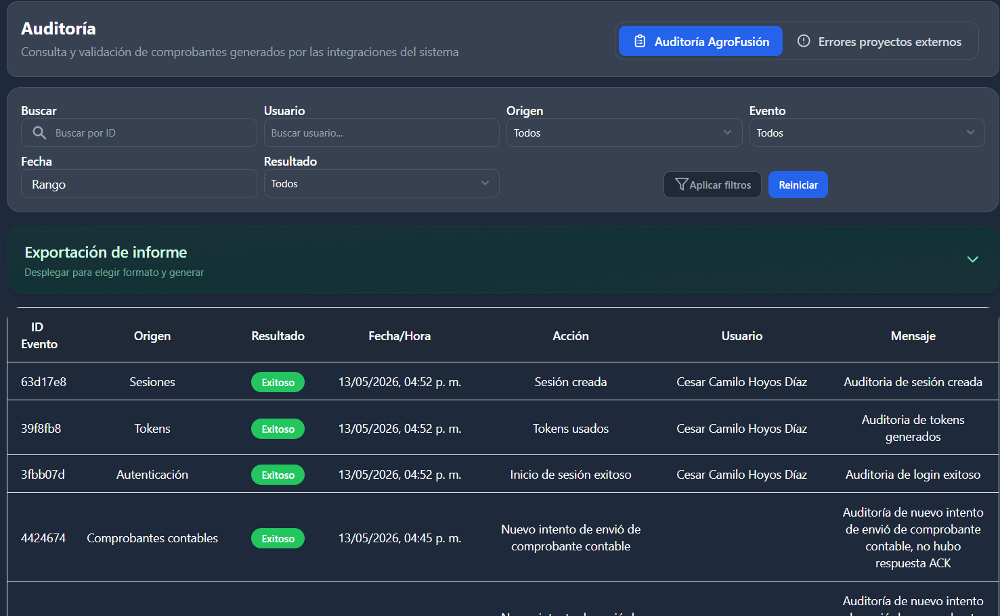 Auditoría
Consulta y validación de comprobantes generados por las integraciones del sistema
Auditoría AgroFusión
Errores proyectos externos
Buscar
Usuario
Origen
Evento
Buscar por ID
Buscar usuario...
Todos
Todos
Fecha
Resultado
Rango
Todos
Aplicar filtros
Reiniciar
Exportación de informe
Desplegar para elegir formato y generar
ID
Evento
Origen
Resultado
Fecha/Hora
Acción
Usuario
Mensaje
63d17e8
Sesiones
Exitoso
13/05/2026, 04:52 p. m.
Sesión creada
Cesar Camilo Hoyos Díaz
Auditoria de sesión creada
39f8fb8
Tokens
Exitoso
13/05/2026, 04:52 p. m.
Tokens usados
Cesar Camilo Hoyos Díaz
Auditoria de tokens
generados
3fbb07d
Autenticación
Exitoso
13/05/2026, 04:52 p. m.
Inicio de sesión exitoso
Cesar Camilo Hoyos Díaz
Auditoria de login exitoso
4424674
Comprobantes contables
Exitoso
13/05/2026, 04:45 p. m.
Nuevo intento de envió de
comprobante contable
Auditoría de nuevo intento
de envió de comprobante
contable, no hubo
respuesta ACK
Auditoría de nuevo intento